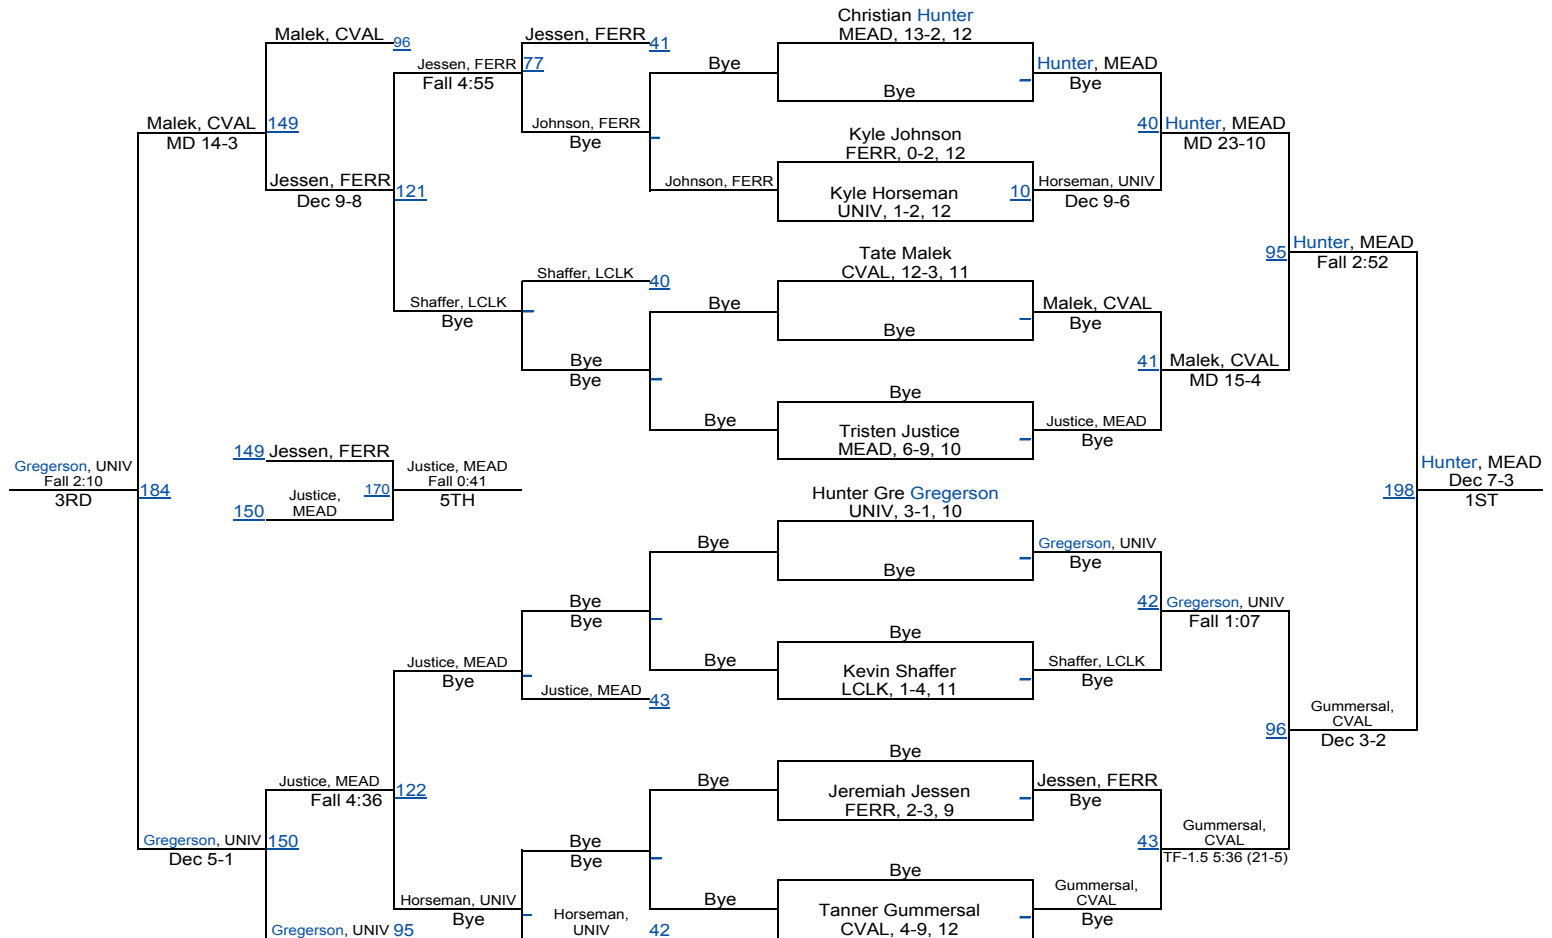 Christian Hunter
MEAD, 13-2, 12
Bye
Kyle Johnson
FERR, 0-2, 12
Kyle Horseman
UNIV, 1-2, 12
10
Tate Malek
CVAL, 12-3, 11
Bye
Bye
Tristen Justice
MEAD, 6-9, 10
Hunter Gre Gregerson
UNIV, 3-1, 10
Bye
Bye
Kevin Shaffer
LCLK, 1-4, 11
Bye
Jeremiah Jessen
FERR, 2-3, 9
Bye
Tanner Gummersal
CVAL, 4-9, 12
Hunter, MEAD
Bye
Horseman, UNIV
Dec 9-6
Malek, CVAL
Bye
Justice, MEAD
Bye
Gregerson, UNIV
Bye
Shaffer, LCLK
Bye
Jessen, FERR
Bye
Gummersal,
CVAL
Bye
40
Hunter, MEAD
MD 23-10
41
Malek, CVAL
MD 15-4
42
Gregerson, UNIV
Fall 1:07
43
Gummersal,
CVAL
TF-1.5 5:36 (21-5)
95
Hunter, MEAD
Fall 2:52
96
Gummersal,
CVAL
Dec 3-2
198
Hunter, MEAD
Dec 7-3
1ST
Bye
Johnson, FERR
Bye
Bye
Bye
Bye
Bye
Bye
Jessen, FERR
41
Johnson, FERR
Bye
Shaffer, LCLK
40
Bye
Bye
Bye
Bye
Justice, MEAD
43
Bye
Bye
Horseman,
UNIV
42
Jessen, FERR
77
Fall 4:55
Shaffer, LCLK
Bye
Justice, MEAD
Bye
Horseman, UNIV
Bye
Malek, CVAL
96
Jessen, FERR
121
Dec 9-8
Justice, MEAD
122
Fall 4:36
Gregerson, UNIV
95
Malek, CVAL
149
MD 14-3
Gregerson, UNIV
150
Dec 5-1
Gregerson, UNIV
Fall 2:10
184
3RD
149
Jessen, FERR
150
Justice,
MEAD
170
Justice, MEAD
Fall 0:41
5TH